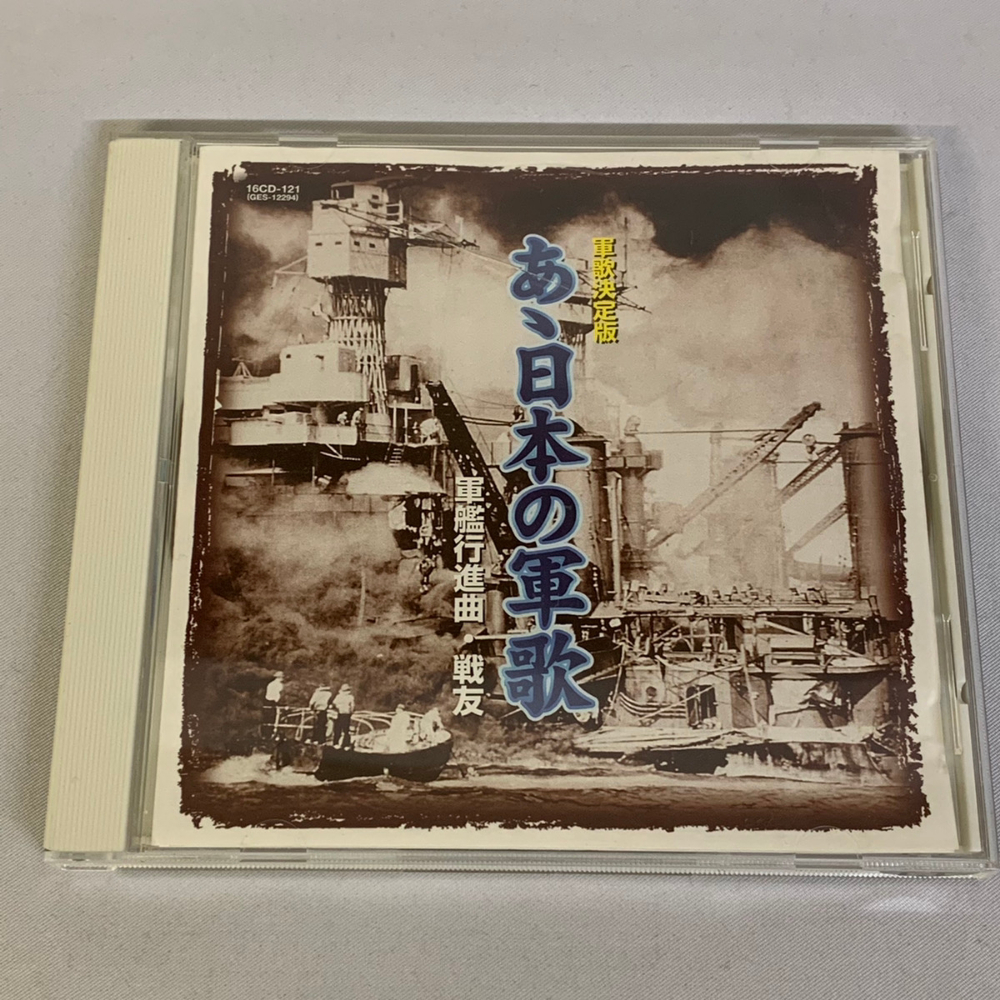 16CD-121
(GES-12294)
軍歌決定版
あゝ日本の軍歌
軍艦行進曲・戦友